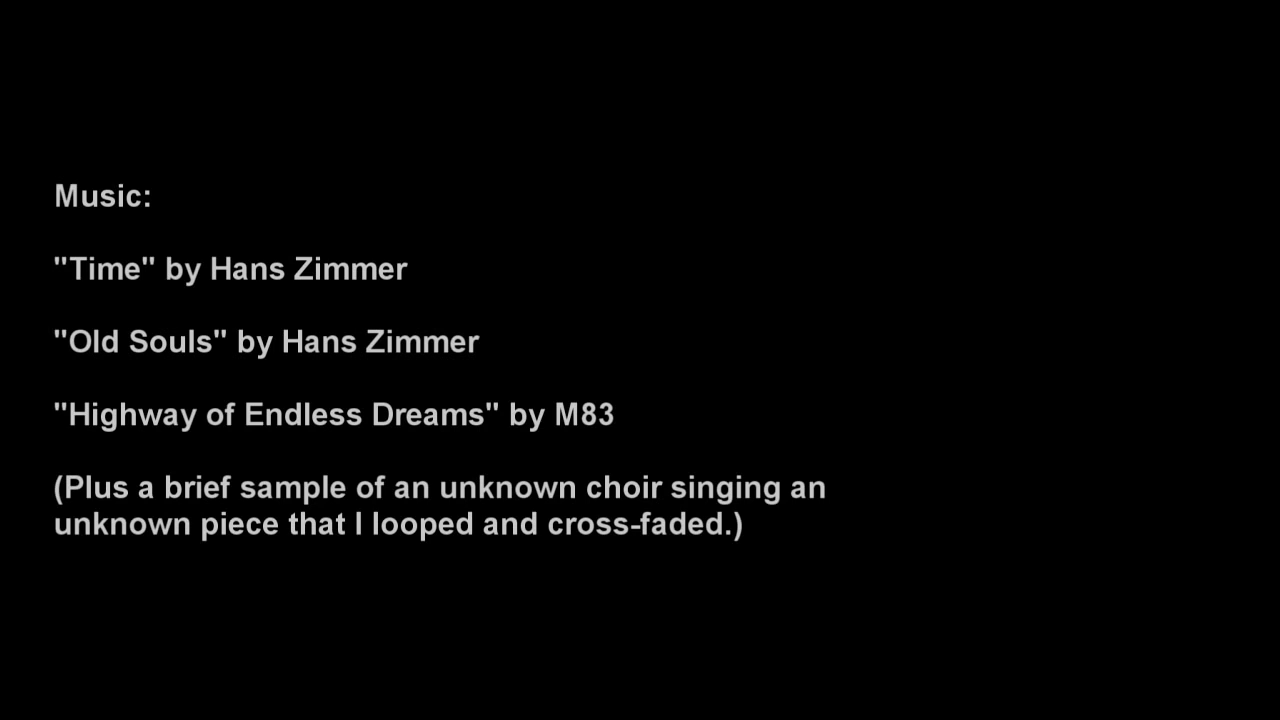 Music:
"Time" by Hans Zimmer
"Old Souls" by Hans Zimmer
"Highway of Endless Dreams" by M83
(Plus a brief sample of an unknown choir singing an
unknown piece that I looped and cross-faded.)